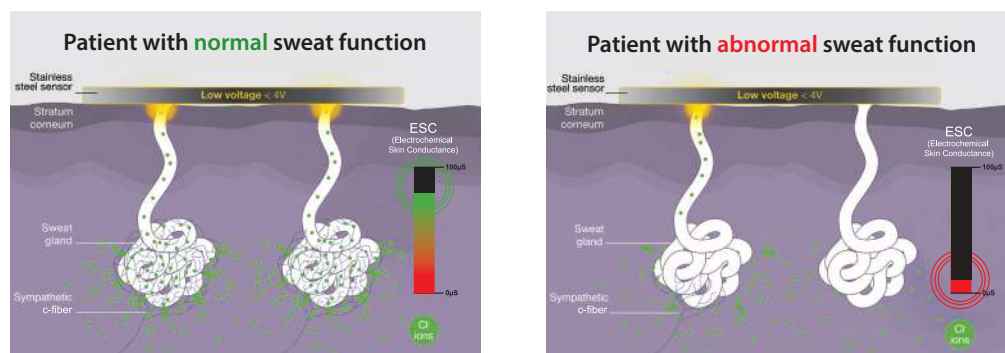 Patient with normal sweat function
Stainless
steel sensor
Low voltage < 4V
Stratum
corneum
ESC
(Electrochemical
Skin Conductance)
100µS
Sweat
gland
Sympathetic
c-fiber
0µS
Cl
ions
Patient with abnormal sweat function
Stainless
steel sensor
Low voltage < 4V
Stratum
corneum
ESC
(Electrochemical
Skin Conductance)
100µS
Sweat
gland
Sympathetic
c-fiber
0µS
Cl
ions